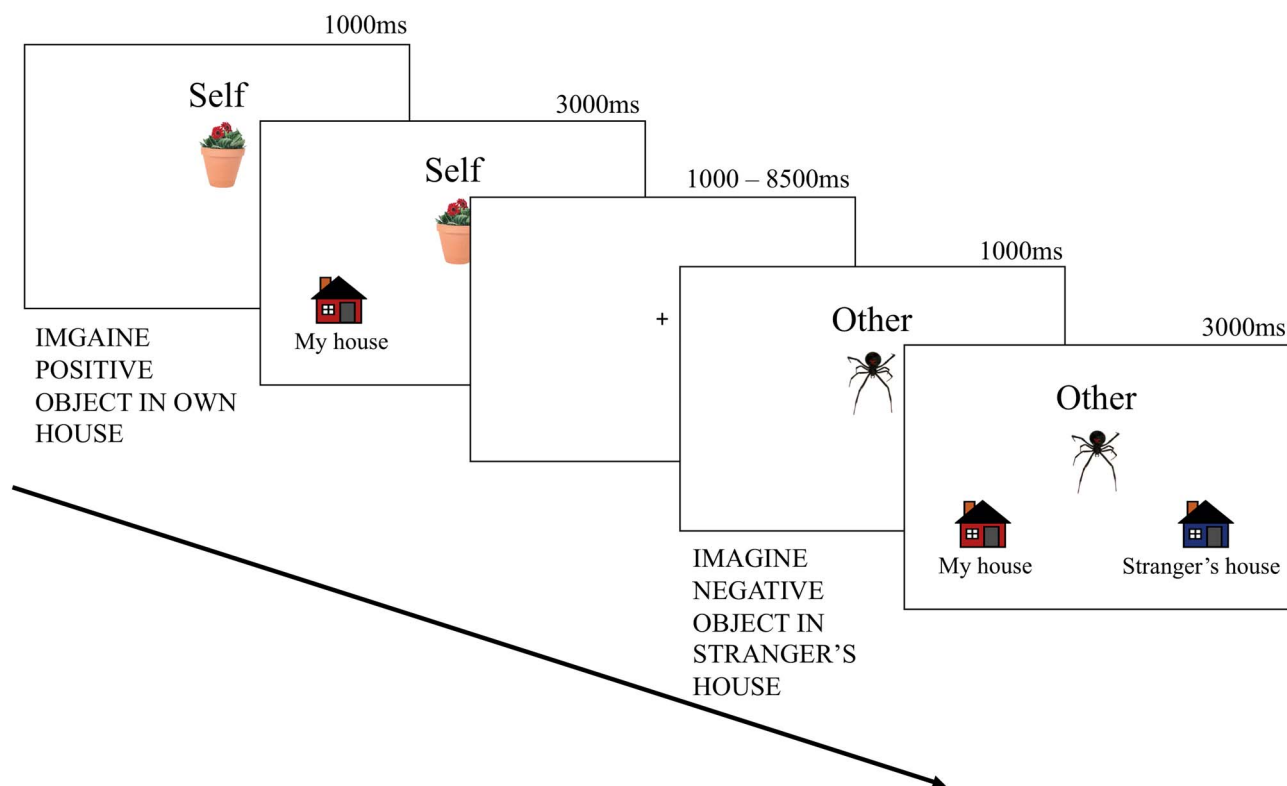 1000ms
Self
3000ms
Self
My house
IMGAINE
POSITIVE
OBJECT IN OWN
HOUSE
1000 – 8500ms
+
1000ms
Other
IMAGINE
NEGATIVE
OBJECT IN
STRANGER'S
HOUSE
3000ms
Other
My house
Stranger's house